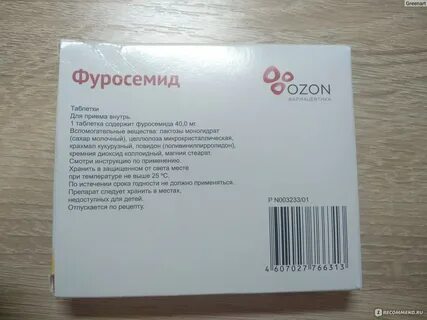 Greenart
Фуросемид
OZON
ФАРМАЦЕВТИКА
Таблетки
Для приема внутрь.
1 таблетка содержит фуросемида 40,0 мг.
Вспомогательные вещества: лактозы моногидрат
(сахар молочный), целлюлоза микрокристаллическая,
крахмал кукурузный, повидон (поливинилпирролидон),
кремния диоксид коллоидный, магния стеарат.
Смотри инструкцию по применению.
Хранить в защищенном от света месте
при температуре не выше 25 °С.
По истечении срока годности не должно применяться.
Препарат следует хранить в местах,
недоступных для детей.
Отпускается по рецепту.
Р N003233/01
4 607027 766313
IRECOMMEND.RU